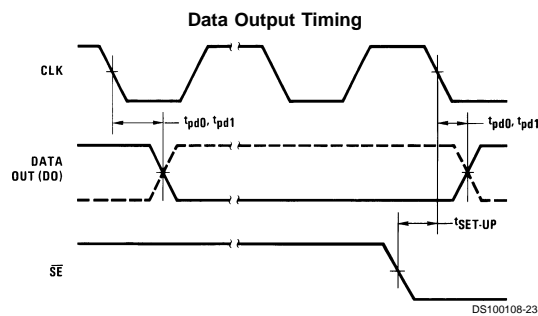 Data Output Timing
CLK
tpd0, tpd1
tpd0, tpd1
DATA
OUT (DO)
tSET-UP
SE
DS100108-23